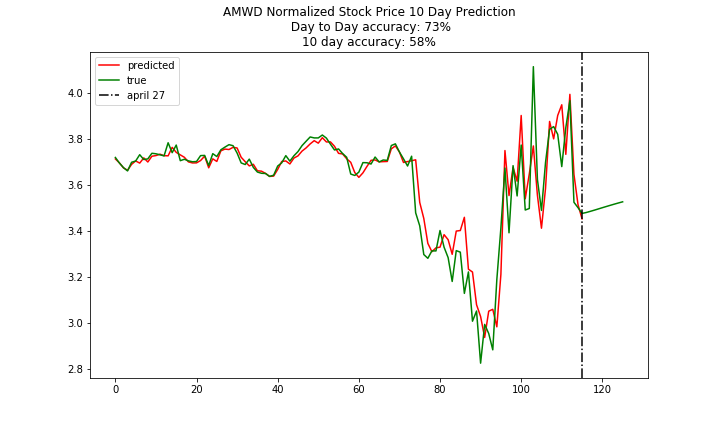 AMWD Normalized Stock Price 10 Day Prediction
Day to Day accuracy: 73%
10 day accuracy: 58%
predicted
true
april 27
4.0
3.8
3.6
3.4
3.2
3.0
2.8
0 20 40 60 80 100 120